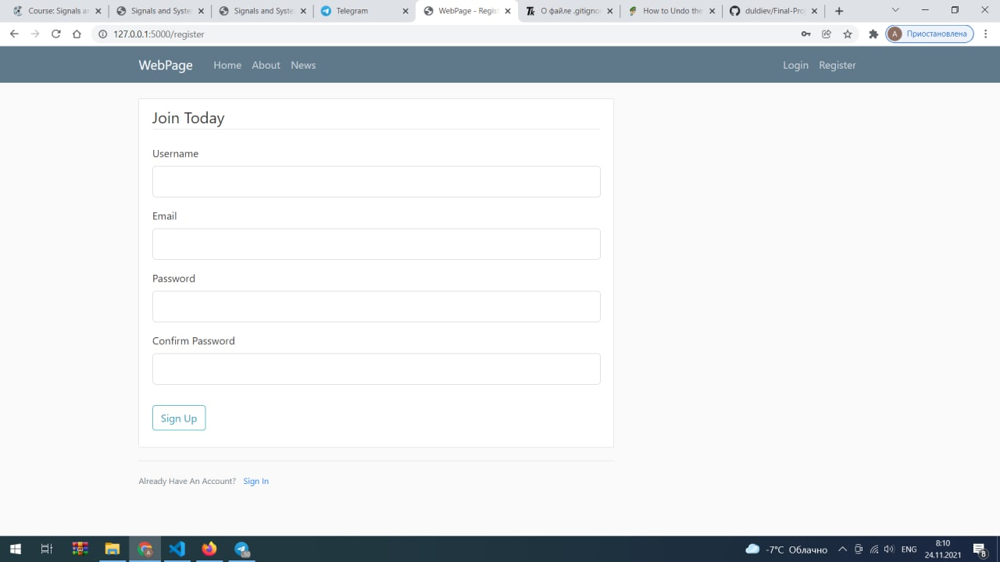 Course: Signals an
Signals and Syster
Signals and Syster
Telegram
WebPage - Regis
О файле .gitigno
How to Undo the
duldiev/Final-Proj
127.0.0.1:5000/register
A Приостановлена
WebPage Home About News Login Register
Join Today
Username
Email
Password
Confirm Password
Sign Up
Already Have An Account? Sign In
-7°C Облачно ENG 8:10
24.11.2021
8